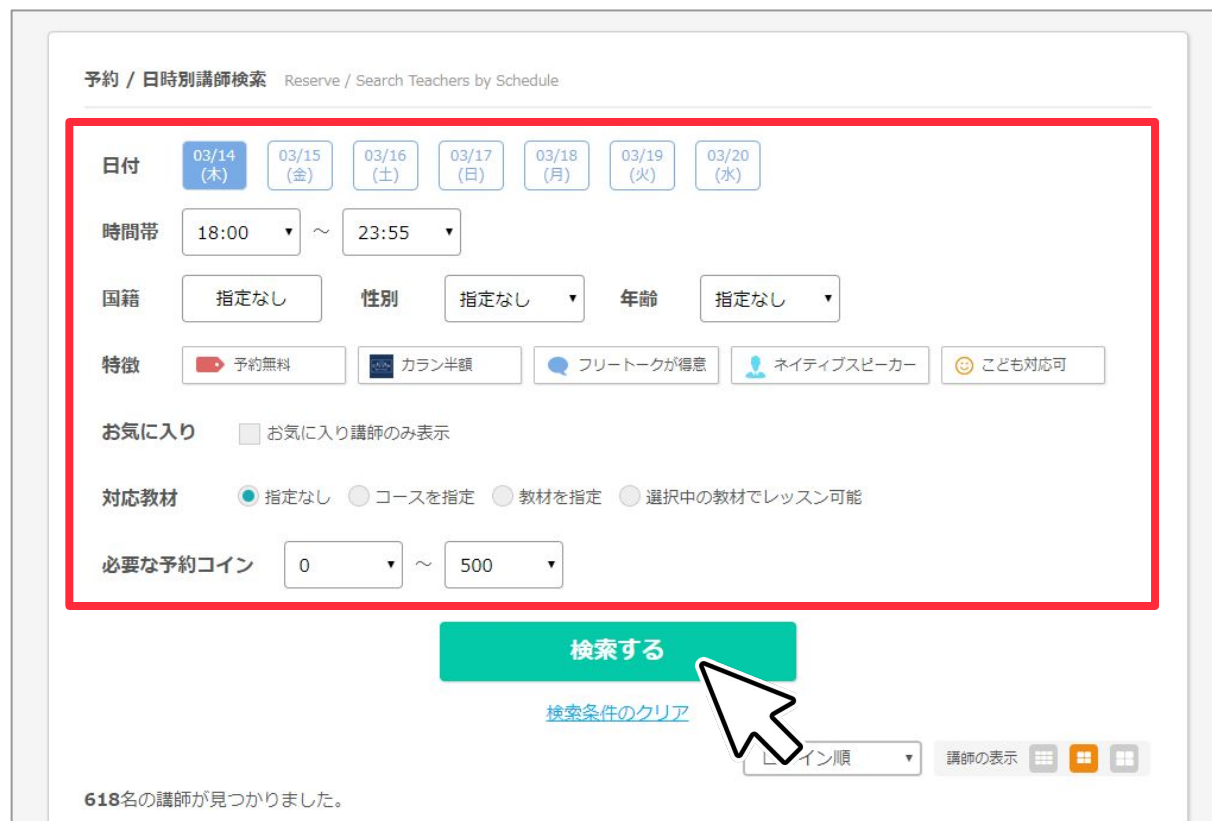 予約 / 日時別講師検索 Reserve / Search Teachers by Schedule
日付 03/14 (木) 03/15 (金) 03/16 (土) 03/17 (日) 03/18 (月) 03/19 (火) 03/20 (水)
時間帯 18:00 ～ 23:55
国籍 指定なし 性別 指定なし 年齢 指定なし
特徴 予約無料 カラン半額 フリートークが得意 ネイティブスピーカー こども対応可
お気に入り お気に入り講師のみ表示
対応教材 指定なし コースを指定 教材を指定 選択中の教材でレッスン可能
必要な予約コイン 0 ～ 500
検索する
検索条件のクリア
イン順 講師の表示
618名の講師が見つかりました。